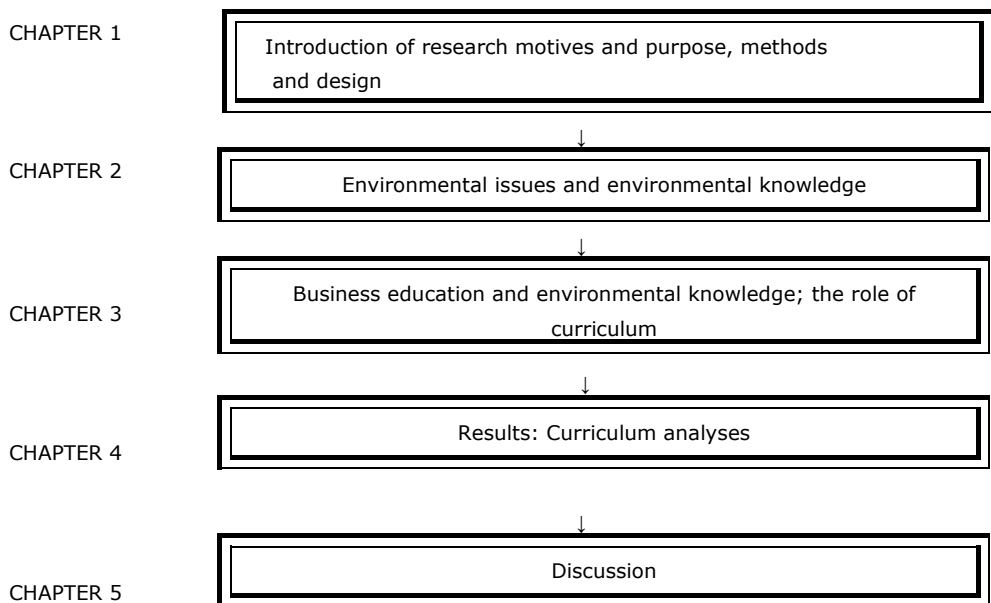 CHAPTER 1
Introduction of research motives and purpose, methods
and design
↓
CHAPTER 2
Environmental issues and environmental knowledge
↓
CHAPTER 3
Business education and environmental knowledge; the role of
curriculum
↓
CHAPTER 4
Results: Curriculum analyses
↓
CHAPTER 5
Discussion